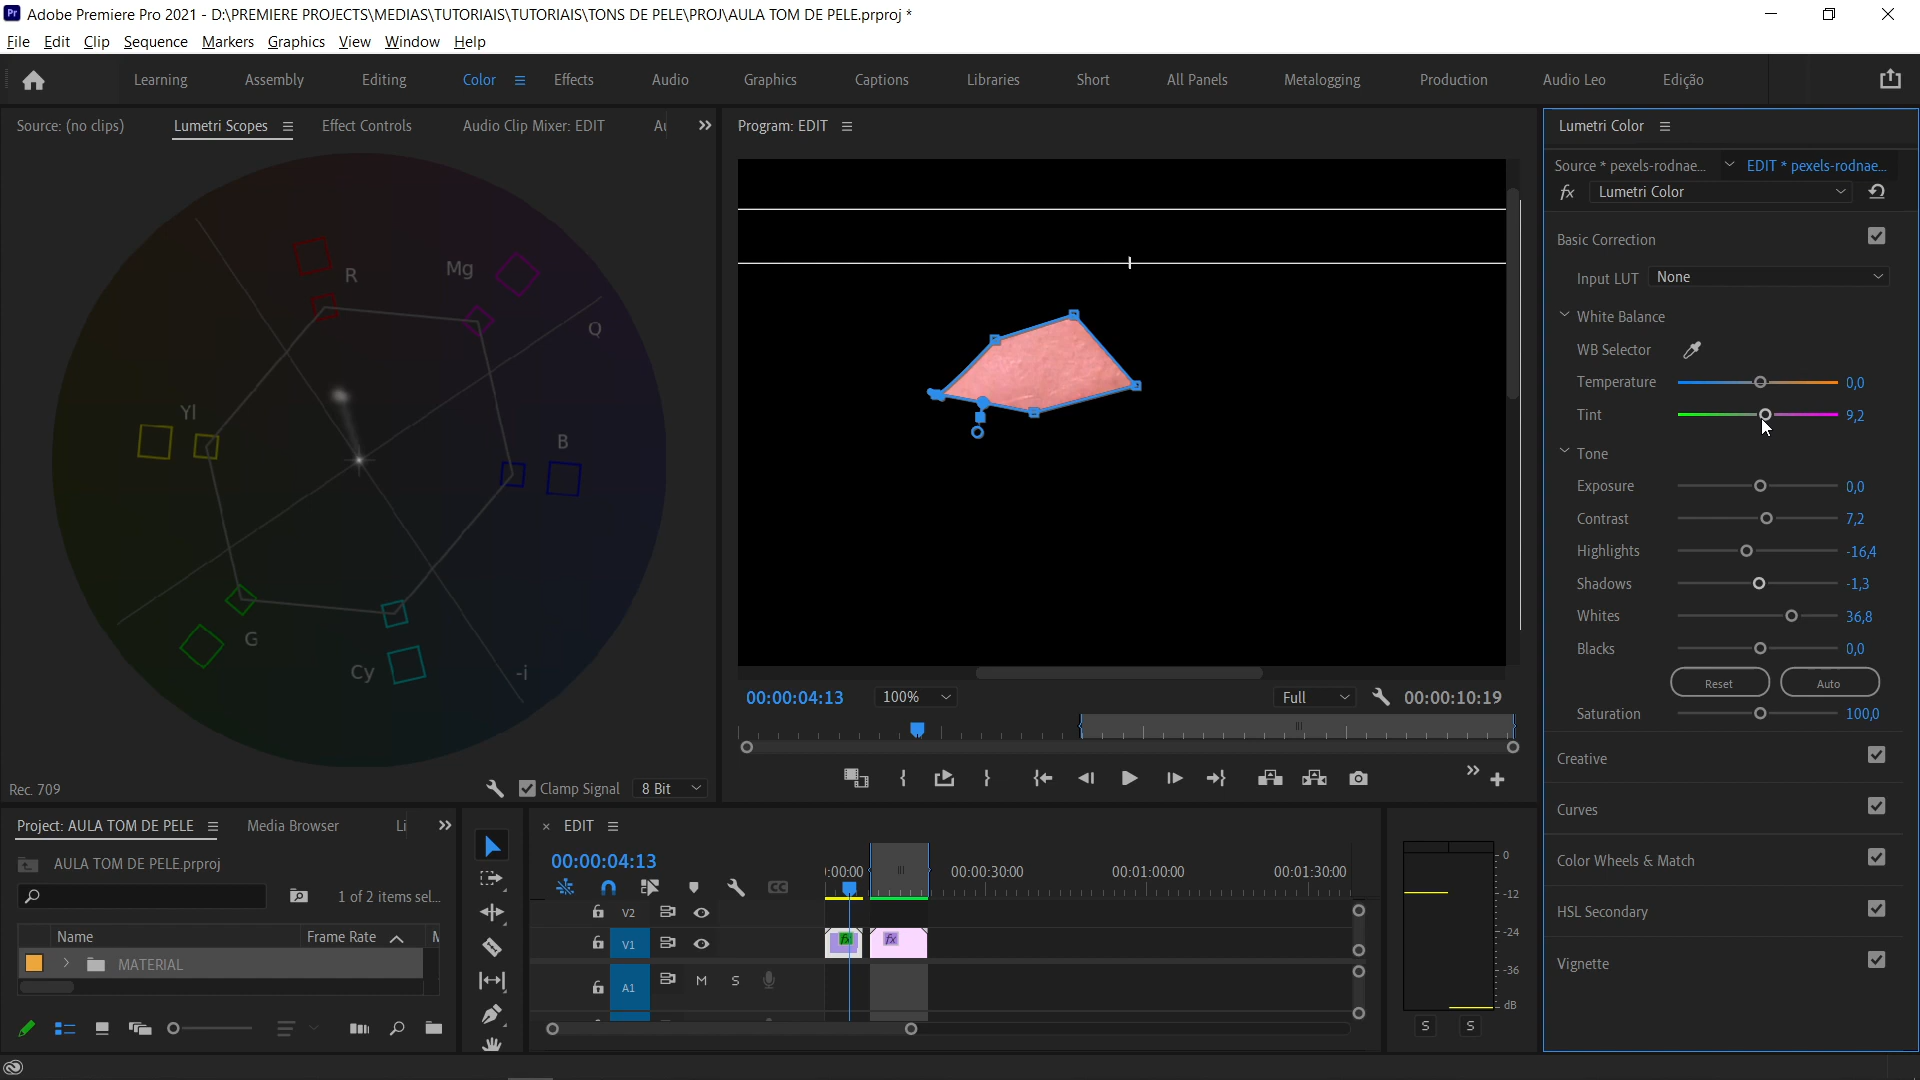 Adobe Premiere Pro 2021 - D:\PREMIERE PROJECTS\MEDIAS\TUTORIAIS\TUTORIAIS\TONS DE PELE\PROJ\AULA TOM DE PELE.prproj *
File Edit Clip Sequence Markers Graphics View Window Help
Learning Assembly Editing Color Effects Audio Graphics Captions Libraries Short All Panels Metalogging Production Audio Leo Edição
Source: (no clips) Lumetri Scopes Effect Controls Audio Clip Mixer: EDIT Au
R
Mg
Q
Yl
B
G
Cy
-i
Rec. 709 Clamp Signal 8 Bit
Program: EDIT
00:00:04:13 100% Full 00:00:10:19
Lumetri Color
Source * pexels-rodnae... EDIT * pexels-rodnae...
fx Lumetri Color
Basic Correction
Input LUT None
White Balance
WB Selector
Temperature 0,0
Tint 9,2
Tone
Exposure 0,0
Contrast 7,2
Highlights -16,4
Shadows -1,3
Whites 36,8
Blacks 0,0
Reset Auto
Saturation 100,0
Creative
Curves
Color Wheels & Match
HSL Secondary
Vignette
Project: AULA TOM DE PELE Media Browser Li
AULA TOM DE PELE.prproj
1 of 2 items sel...
Name Frame Rate M
MATERIAL
× EDIT
00:00:04:13
:00:00 00:00:30:00 00:01:00:00 00:01:30:00
V2
V1 fx fx
A1 M S
0
-12
-24
-36
dB
S S